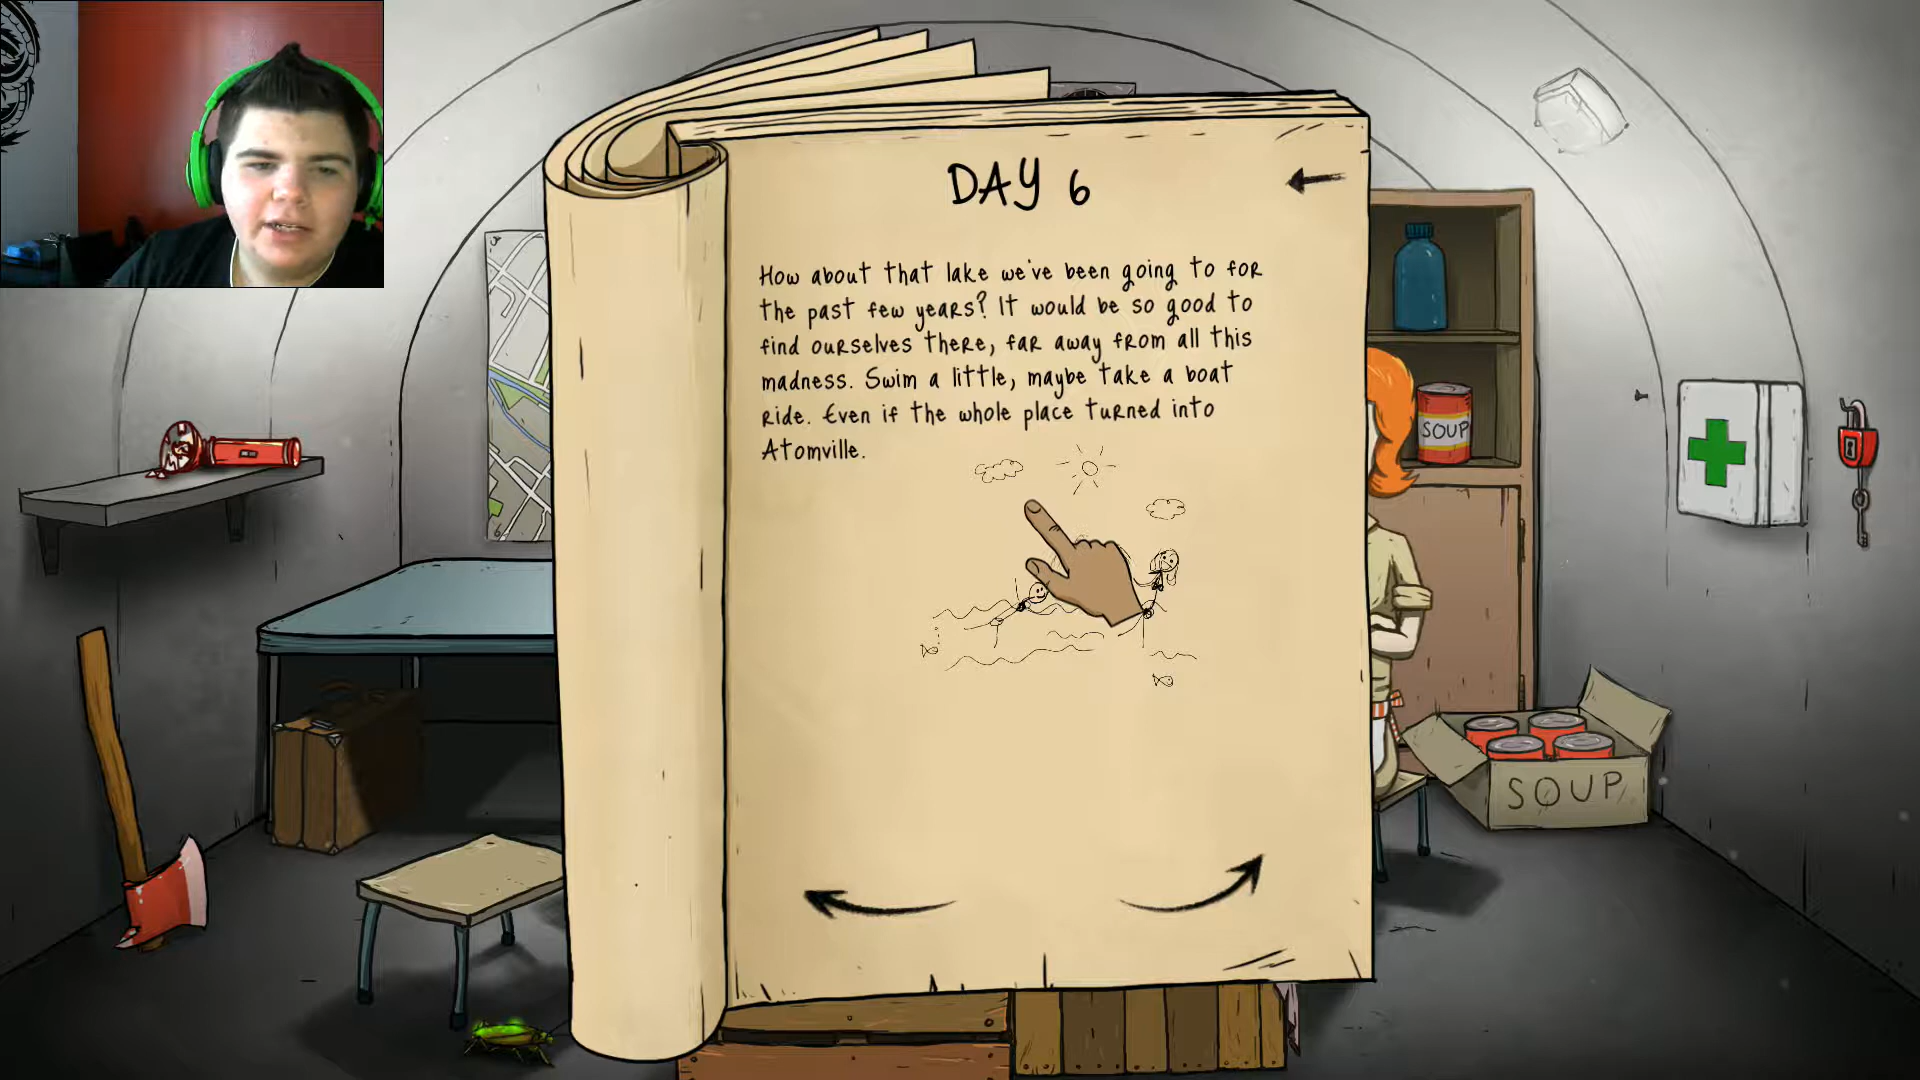 DAY 6
How about that lake we've been going to for
the past few years? It would be so good to
find ourselves there, far away from all this
madness. Swim a little, maybe take a boat
ride. Even if the whole place turned into
Atomville.
SOUP
SOUP